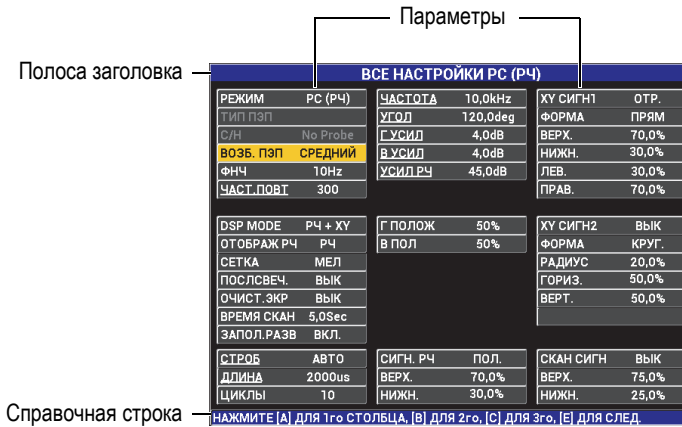 Параметры
Полоса заголовка
ВСЕ НАСТРОЙКИ PC (РЧ)
РЕЖИМ PC (РЧ)
ТИП ПЭП
С/Н No Probe
ВОЗБ. ПЭП СРЕДНИЙ
ФНЧ 10Hz
ЧАСТ.ПОВТ 300
ЧАСТОТА 10,0kHz
УГОЛ 120,0deg
Г УСИЛ 4,0dB
В УСИЛ 4,0dB
УСИЛ РЧ 45,0dB
XY СИГН1 ОТР.
ФОРМА ПРЯМ
ВЕРХ. 70,0%
НИЖН. 30,0%
ЛЕВ. 30,0%
ПРАВ. 70,0%
DSP MODE РЧ + XY
ОТОБРАЖ РЧ РЧ
СЕТКА МЕЛ
ПОСЛСВЕЧ. ВЫК
ОЧИСТ.ЭКР ВЫК
ВРЕМЯ СКАН 5,0Sec
ЗАПОЛ.РАЗВ ВКЛ.
Г ПОЛОЖ 50%
В ПОЛ 50%
XY СИГН2 ВЫК
ФОРМА КРУГ.
РАДИУС 20,0%
ГОРИЗ. 50,0%
ВЕРТ. 50,0%
СТРОБ АВТО
ДЛИНА 2000us
ЦИКЛЫ 10
СИГН. РЧ ПОЛ.
ВЕРХ. 70,0%
НИЖН. 30,0%
СКАН СИГН ВЫК
ВЕРХ. 75,0%
НИЖН. 25,0%
Справочная строка
НАЖМИТЕ [A] ДЛЯ 1го СТОЛБЦА, [B] ДЛЯ 2го, [C] ДЛЯ 3го, [E] ДЛЯ СЛЕД.